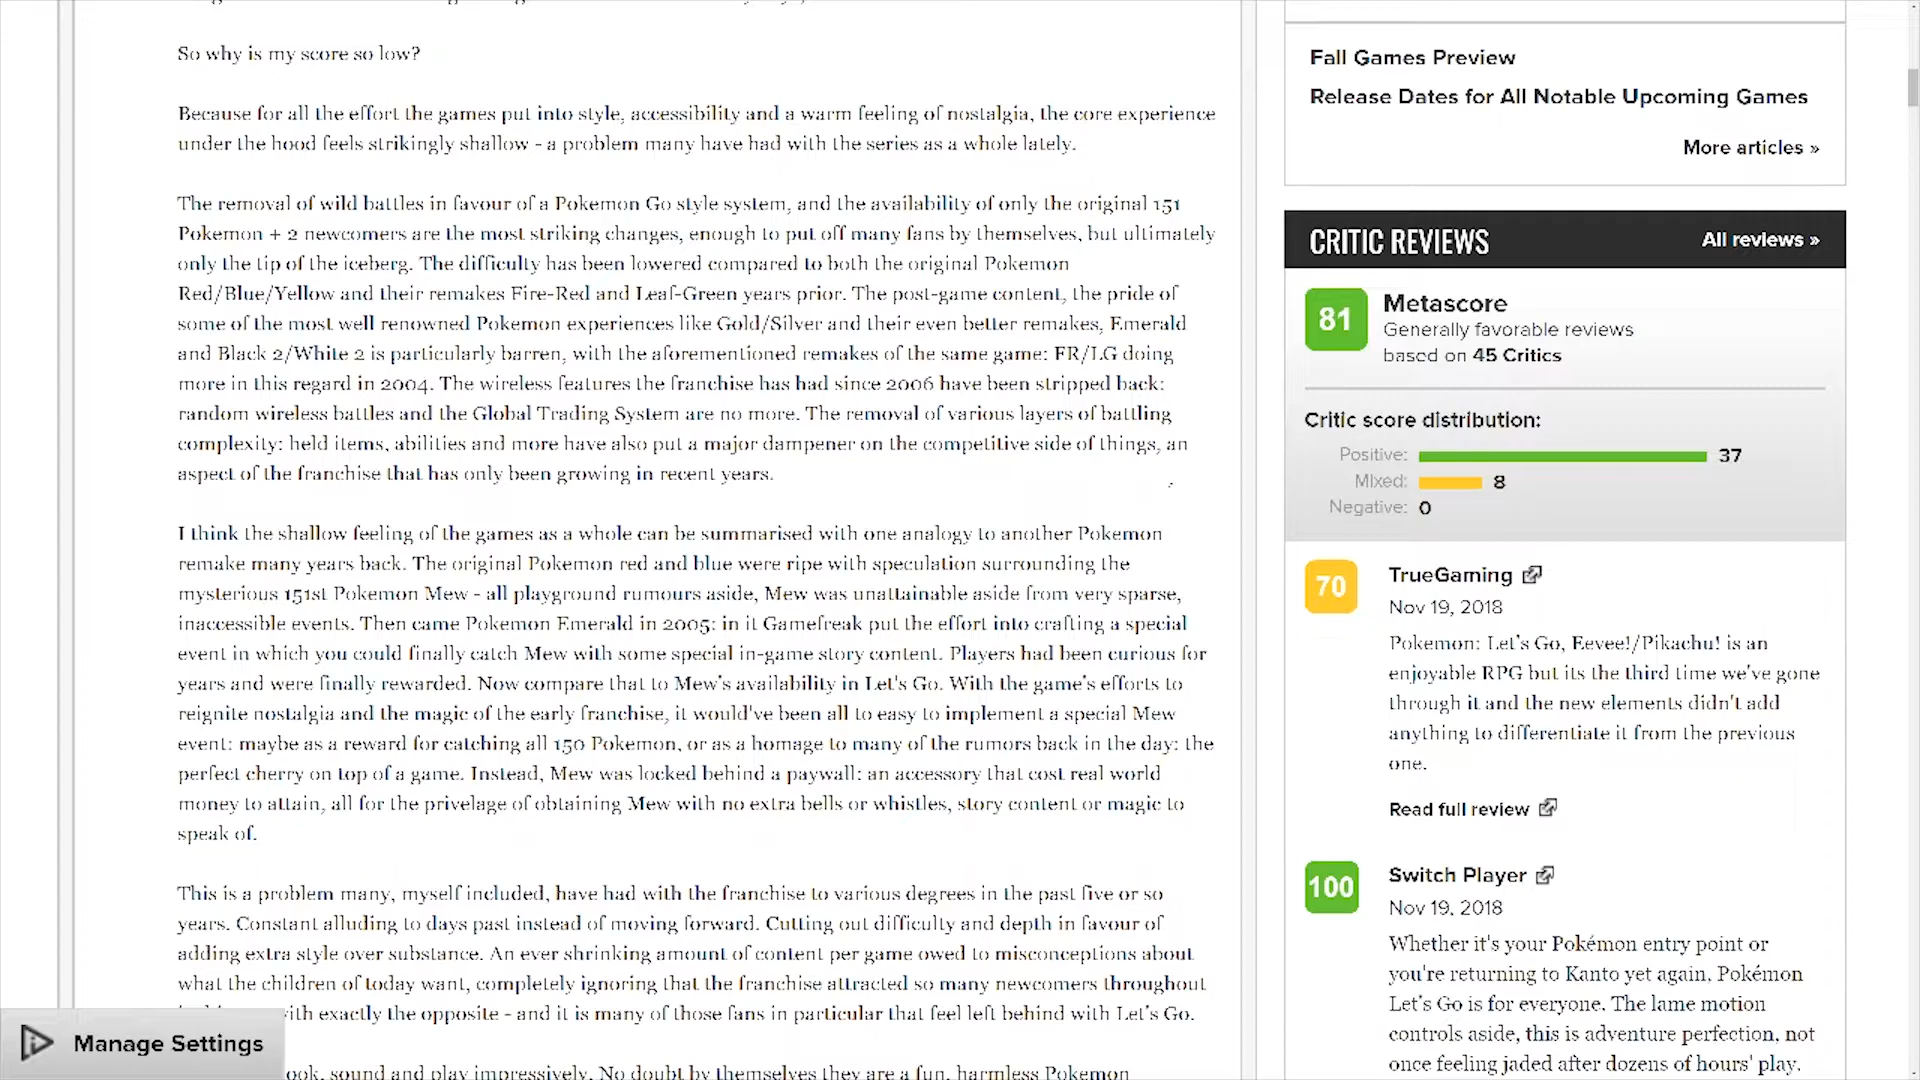 So why is my score so low?
Because for all the effort the games put into style, accessibility and a warm feeling of nostalgia, the core experience
under the hood feels strikingly shallow - a problem many have had with the series as a whole lately.
The removal of wild battles in favour of a Pokemon Go style system, and the availability of only the original 151
Pokemon + 2 newcomers are the most striking changes, enough to put off many fans by themselves, but ultimately
only the tip of the iceberg. The difficulty has been lowered compared to both the original Pokemon
Red/Blue/Yellow and their remakes Fire-Red and Leaf-Green years prior. The post-game content, the pride of
some of the most well renowned Pokemon experiences like Gold/Silver and their even better remakes, Emerald
and Black 2/White 2 is particularly barren, with the aforementioned remakes of the same game: FR/LG doing
more in this regard in 2004. The wireless features the franchise has had since 2006 have been stripped back:
random wireless battles and the Global Trading System are no more. The removal of various layers of battling
complexity: held items, abilities and more have also put a major dampener on the competitive side of things, an
aspect of the franchise that has only been growing in recent years.
I think the shallow feeling of the games as a whole can be summarised with one analogy to another Pokemon
remake many years back. The original Pokemon red and blue were ripe with speculation surrounding the
mysterious 151st Pokemon Mew - all playground rumours aside, Mew was unattainable aside from very sparse,
inaccessible events. Then came Pokemon Emerald in 2005: in it Gamefreak put the effort into crafting a special
event in which you could finally catch Mew with some special in-game story content. Players had been curious for
years and were finally rewarded. Now compare that to Mew's availability in Let's Go. With the game's efforts to
reignite nostalgia and the magic of the early franchise, it would've been all to easy to implement a special Mew
event: maybe as a reward for catching all 150 Pokemon, or as a homage to many of the rumors back in the day: the
perfect cherry on top of a game. Instead, Mew was locked behind a paywall: an accessory that cost real world
money to attain, all for the privelage of obtaining Mew with no extra bells or whistles, story content or magic to
speak of.
This is a problem many, myself included, have had with the franchise to various degrees in the past five or so
years. Constant alluding to days past instead of moving forward. Cutting out difficulty and depth in favour of
adding extra style over substance. An ever shrinking amount of content per game owed to misconceptions about
what the children of today want, completely ignoring that the franchise attracted so many newcomers throughout
with exactly the opposite - and it is many of those fans in particular that feel left behind with Let's Go.
look, sound and play impressively. No doubt by themselves they are a fun, harmless Pokemon
Manage Settings
Fall Games Preview
Release Dates for All Notable Upcoming Games
More articles »
CRITIC REVIEWS
All reviews »
81
Metascore
Generally favorable reviews
based on 45 Critics
Critic score distribution:
Positive: 37
Mixed: 8
Negative: 0
70
TrueGaming
Nov 19, 2018
Pokemon: Let's Go, Eevee!/Pikachu! is an
enjoyable RPG but its the third time we've gone
through it and the new elements didn't add
anything to differentiate it from the previous
one.
Read full review
100
Switch Player
Nov 19, 2018
Whether it's your Pokémon entry point or
you're returning to Kanto yet again, Pokémon
Let's Go is for everyone. The lame motion
controls aside, this is adventure perfection, not
once feeling jaded after dozens of hours' play.